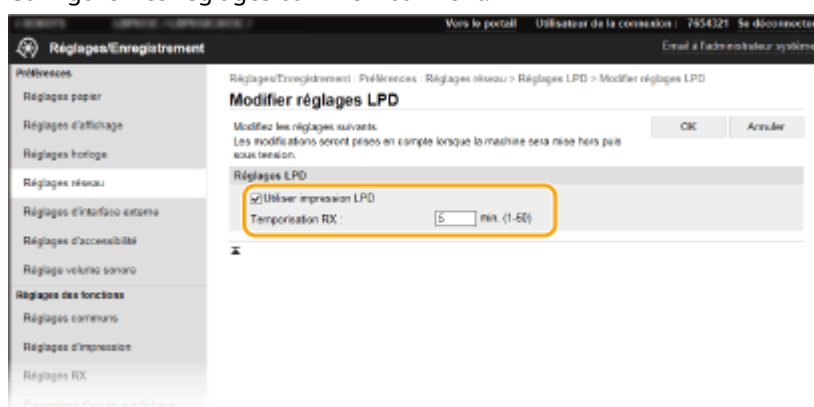 Vers le portail Utilisateur de la connexion : 7654321 Se déconnecter
Réglages/Enregistrement
Email à l'administrateur système
Préférences
Réglages papier
Réglages d'affichage
Réglages horloge
Réglages réseau
Réglages d'interface externe
Réglages d'accessibilité
Réglage volume sonore
Réglages des fonctions
Réglages communs
Réglages d'impression
Réglages RX
Réglages/Enregistrement : Préférences : Réglages réseau > Réglages LPD > Modifier réglages LPD
Modifier réglages LPD
Modifiez les réglages suivants.
Les modifications seront prises en compte lorsque la machine sera mise hors puis
sous tension.
OK Annuler
Réglages LPD
Utiliser impression LPD
Temporisation RX : 5 min. (1-60)